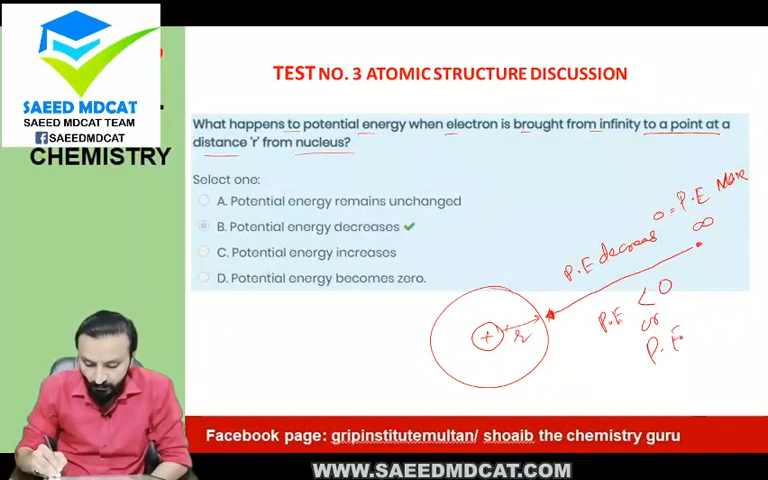 SAEED MDCAT
SAEED MDCAT TEAM
SAEEDMDCAT
CHEMISTRY
TEST NO. 3 ATOMIC STRUCTURE DISCUSSION
What happens to potential energy when electron is brought from infinity to a point at a
distance 'r' from nucleus?
Select one:
A. Potential energy remains unchanged
B. Potential energy decreases
C. Potential energy increases
D. Potential energy becomes zero.
0 = P.E Max
∞
P.E decreas
P.E < 0
or
P.E
+
r
Facebook page: gripinstitutemultan/ shoaib the chemistry guru
WWW.SAEEDMDCAT.COM